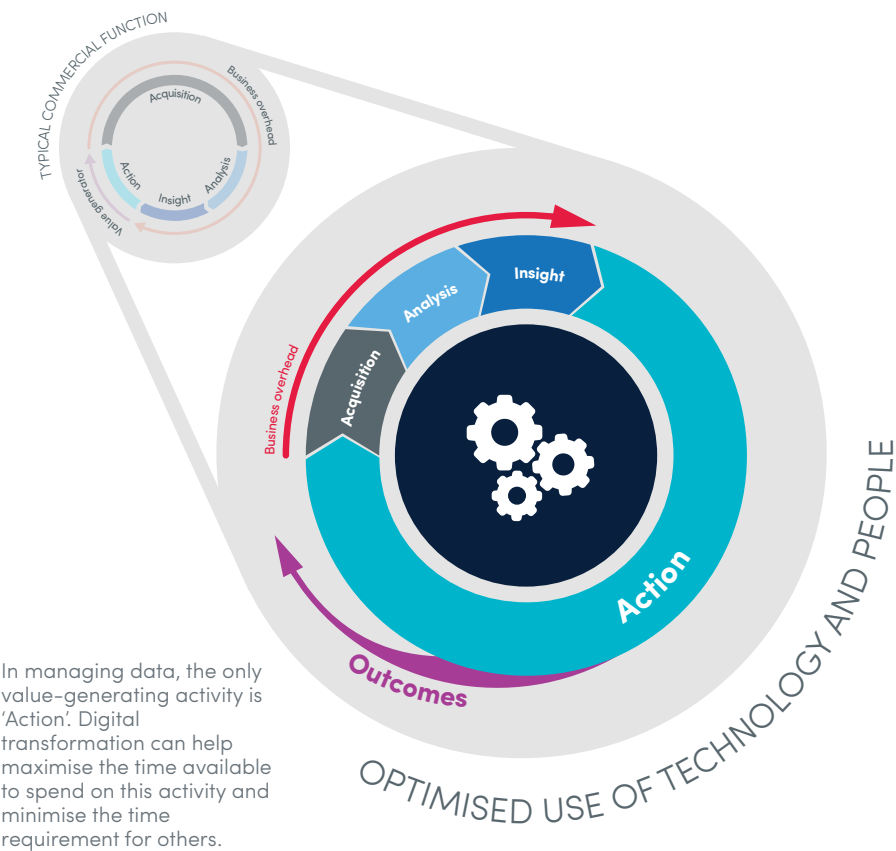 TYPICAL COMMERCIAL FUNCTION
Business overhead
Acquisition
Action
Insight
Analysis
Value generator
Business overhead
Acquisition
Analysis
Insight
Action
Outcomes
OPTIMISED USE OF TECHNOLOGY AND PEOPLE
In managing data, the only
value-generating activity is
‘Action’. Digital
transformation can help
maximise the time available
to spend on this activity and
minimise the time
requirement for others.